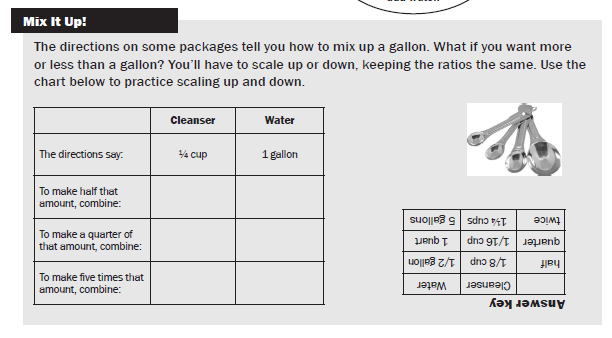 Mix It Up!
The directions on some packages tell you how to mix up a gallon. What if you want more
or less than a gallon? You'll have to scale up or down, keeping the ratios the same. Use the
chart below to practice scaling up and down.
Cleanser Water
The directions say: ¼ cup 1 gallon
To make half that
amount, combine:
To make a quarter of
that amount, combine:
To make five times that
amount, combine:
Answer key
Cleanser Water
half 1/8 cup 1/2 gallon
quarter 1/16 cup 1 quart
twice 1¼ cups 5 gallons